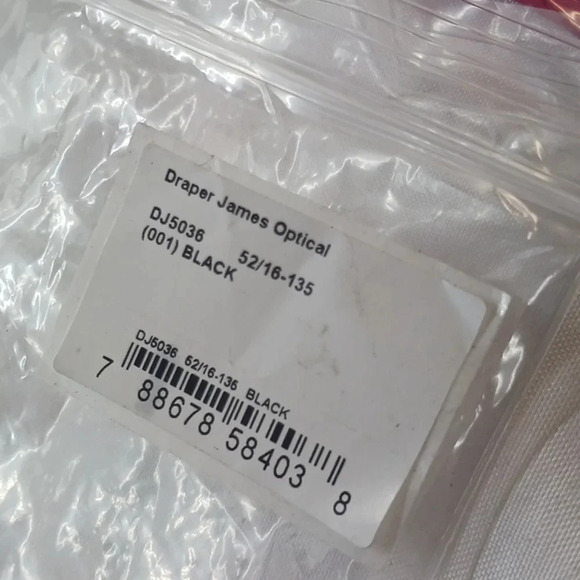 Draper James Optical
DJ5036 52/16-135
(001) BLACK
DJ5036 52/16-135 BLACK
7 88678 58403 8